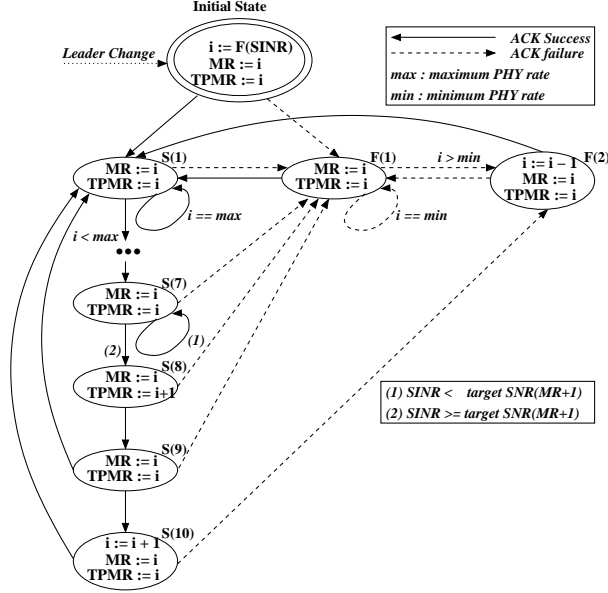 Initial State
Leader Change
i := F(SINR)
MR := i
TPMR := i
ACK Success
ACK failure
max : maximum PHY rate
min : minimum PHY rate
S(1)
MR := i
TPMR := i
F(1)
MR := i
TPMR := i
i > min
F(2)
i := i − 1
MR := i
TPMR := i
i == max
i == min
i < max
•••
S(7)
MR := i
TPMR := i
(1)
(2)
S(8)
MR := i
TPMR := i+1
(1) SINR < target SNR(MR+1)
(2) SINR >= target SNR(MR+1)
S(9)
MR := i
TPMR := i
S(10)
i := i + 1
MR := i
TPMR := i